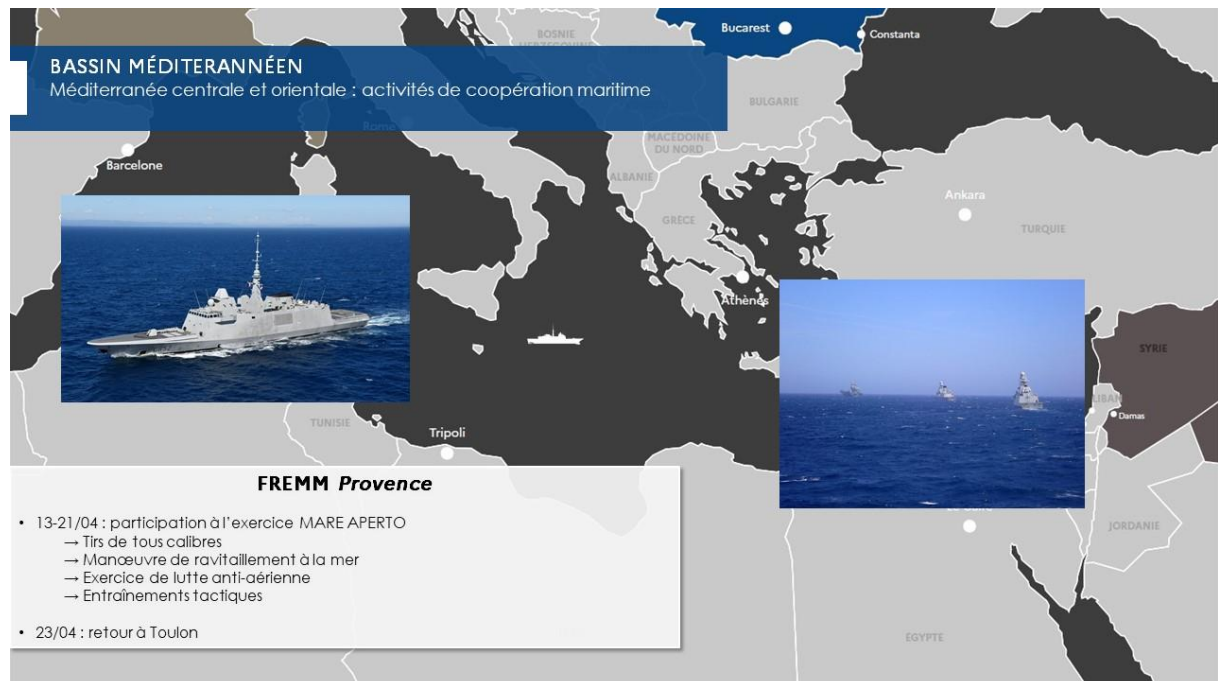 BASSIN MÉDITERANNÉEN
Méditerranée centrale et orientale : activités de coopération maritime
Bucarest
Constanta
BOSNIE
HERZÉGOVINE
BULGARIE
Rome
MACÉDOINE
DU NORD
Barcelone
ALBANIE
Ankara
GRÈCE
TURQUIE
Athènes
SYRIE
LIBAN
Damas
TUNISIE
Tripoli
FREMM Provence
• 13-21/04 : participation à l’exercice MARE APERTO
→ Tirs de tous calibres
→ Manœuvre de ravitaillement à la mer
→ Exercice de lutte anti-aérienne
→ Entraînements tactiques
• 23/04 : retour à Toulon
JORDANIE
ÉGYPTE